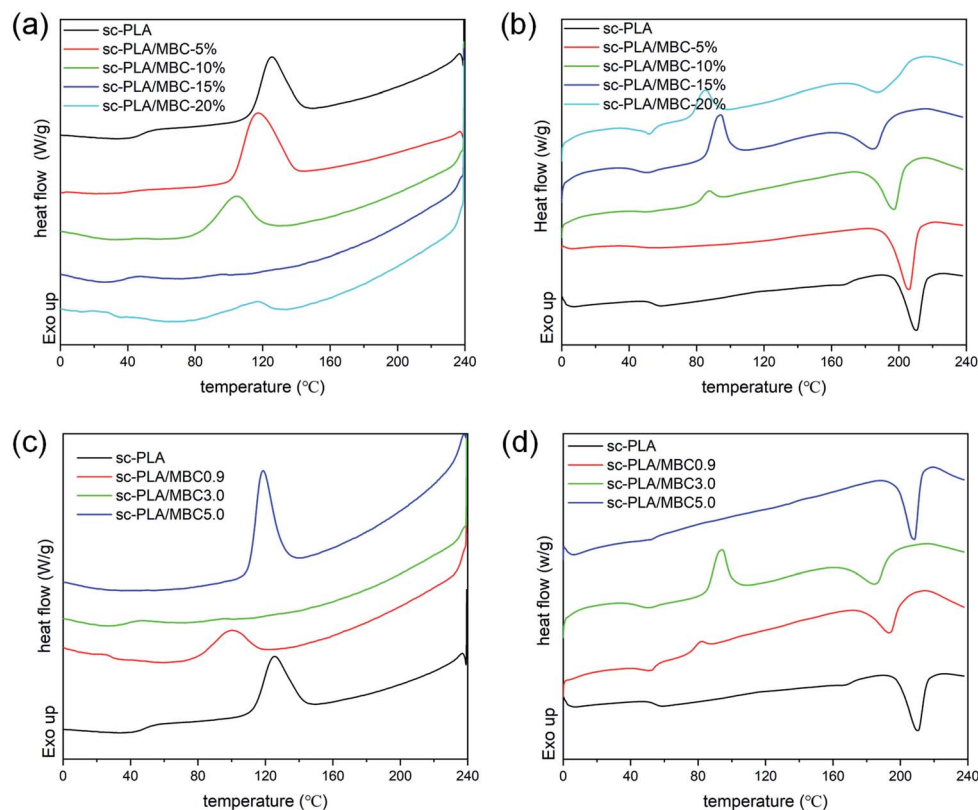 (a)
sc-PLA
sc-PLA/MBC-5%
sc-PLA/MBC-10%
sc-PLA/MBC-15%
sc-PLA/MBC-20%
heat flow (W/g)
Exo up
0 40 80 120 160 200 240
temperature (℃)
(b)
sc-PLA
sc-PLA/MBC-5%
sc-PLA/MBC-10%
sc-PLA/MBC-15%
sc-PLA/MBC-20%
Heat flow (w/g)
Exo up
0 40 80 120 160 200 240
temperature (℃)
(c)
sc-PLA
sc-PLA/MBC0.9
sc-PLA/MBC3.0
sc-PLA/MBC5.0
heat flow (W/g)
Exo up
0 40 80 120 160 200 240
temperature (℃)
(d)
sc-PLA
sc-PLA/MBC0.9
sc-PLA/MBC3.0
sc-PLA/MBC5.0
heat flow (w/g)
Exo up
0 40 80 120 160 200 240
temperature (℃)